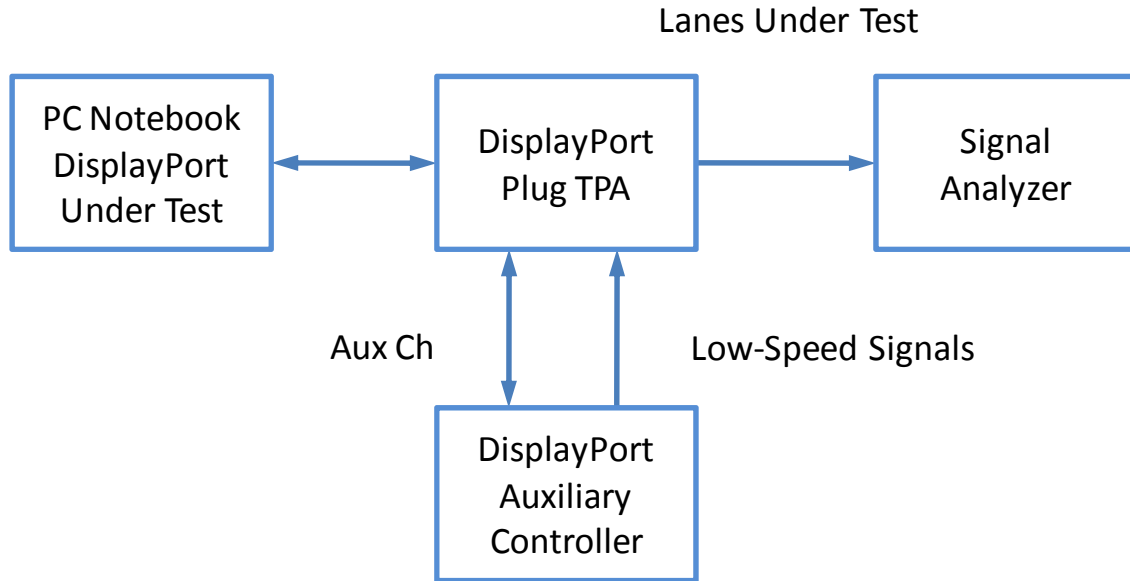 Lanes Under Test
PC Notebook
DisplayPort
Under Test
DisplayPort
Plug TPA
Signal
Analyzer
Aux Ch
Low-Speed Signals
DisplayPort
Auxiliary
Controller